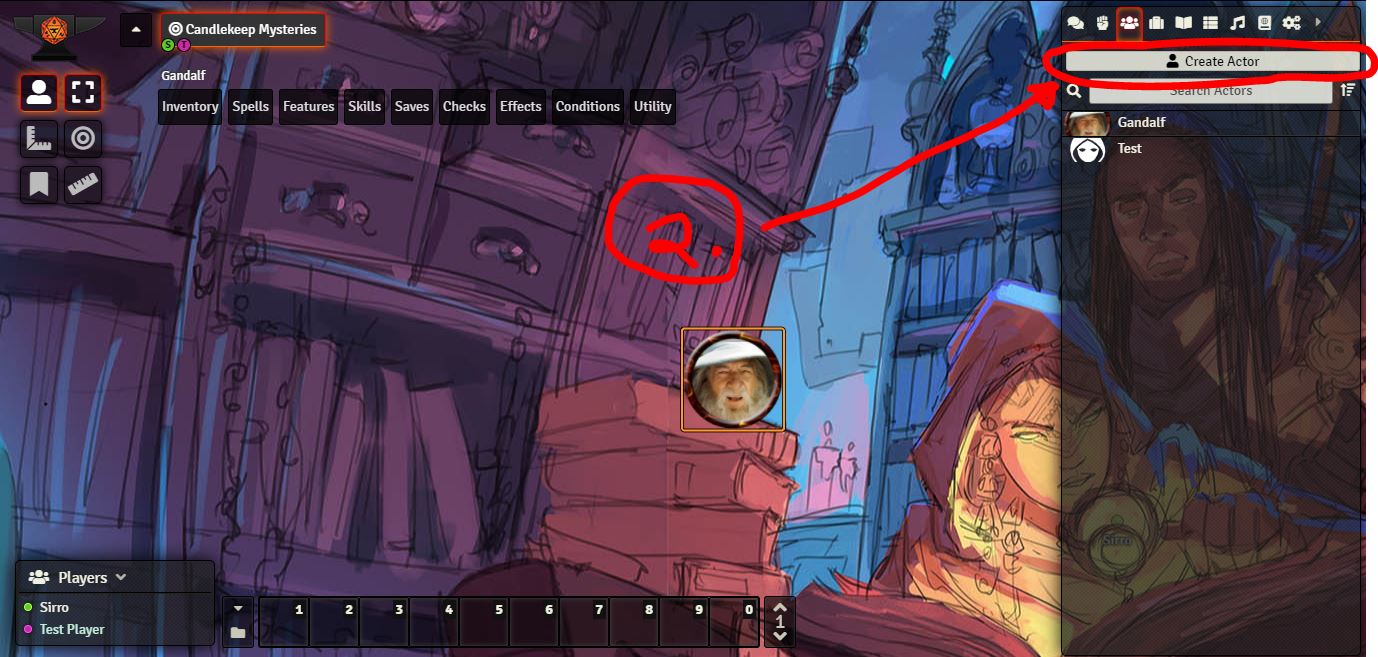 Candlekeep Mysteries
S T
Gandalf
Inventory Spells Features Skills Saves Checks Effects Conditions Utility
2.
Create Actor
Search Actors
Gandalf
Test
Sirro
Players
Sirro
Test Player
1 2 3 4 5 6 7 8 9 0
1